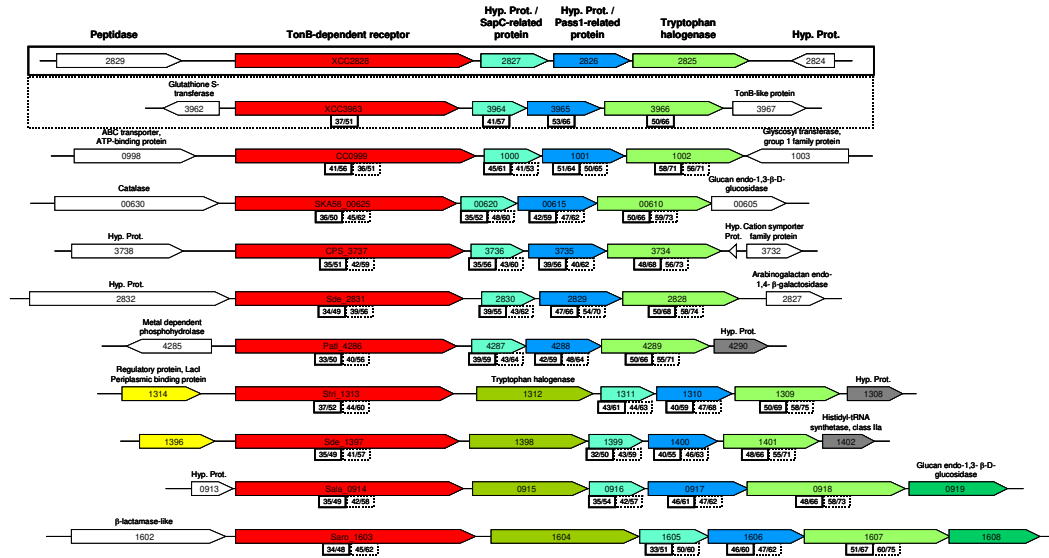 Peptidase TonB-dependent receptor Hyp. Prot. / SapC-related protein Hyp. Prot. / Pass1-related protein Tryptophan halogenase Hyp. Prot.
2829 XCC2828 2827 2826 2825 2824
Glutathione S-transferase TonB-like protein
3962 XCC3963 3964 3965 3966 3967
37/51 41/57 53/66 50/66
ABC transporter, ATP-binding protein Glyscosyl transferase, group 1 family protein
0998 CC0999 1000 1001 1002 1003
41/56 36/51 45/61 41/53 51/64 50/65 58/71 56/71
Catalase Glucan endo-1,3-β-D-glucosidase
00630 SKA58_00625 00620 00615 00610 00605
36/50 45/62 35/52 48/60 42/59 47/62 50/66 59/73
Hyp. Prot. Hyp. Prot. Cation symporter family protein
3738 CPS_3737 3736 3735 3734 3732
35/51 42/59 35/56 43/60 39/56 40/62 48/68 56/73
Hyp. Prot. Arabinogalactan endo-1,4- β-galactosidase
2832 Sde_2831 2830 2829 2828 2827
34/49 39/56 39/55 43/62 47/66 54/70 50/68 58/74
Metal dependent phosphohydrolase Hyp. Prot.
4285 Patl_4286 4287 4288 4289 4290
33/50 40/56 39/59 43/64 42/59 48/64 50/66 55/71
Regulatory protein, LacI Periplasmic binding protein Tryptophan halogenase Hyp. Prot.
1314 Sfri_1313 1312 1311 1310 1309 1308
37/52 44/60 43/61 44/63 40/59 47/68 50/69 58/75
Histidyl-tRNA synthetase, class IIa
1396 Sde_1397 1398 1399 1400 1401 1402
35/49 41/57 32/50 43/59 40/55 46/63 48/66 55/71
Hyp. Prot. Glucan endo-1,3- β-D-glucosidase
0913 Sala_0914 0915 0916 0917 0918 0919
35/49 42/58 35/54 42/57 46/61 47/62 48/66 58/73
β-lactamase-like
1602 Saro_1603 1604 1605 1606 1607 1608
34/48 45/62 33/51 50/60 46/60 47/62 51/67 60/75